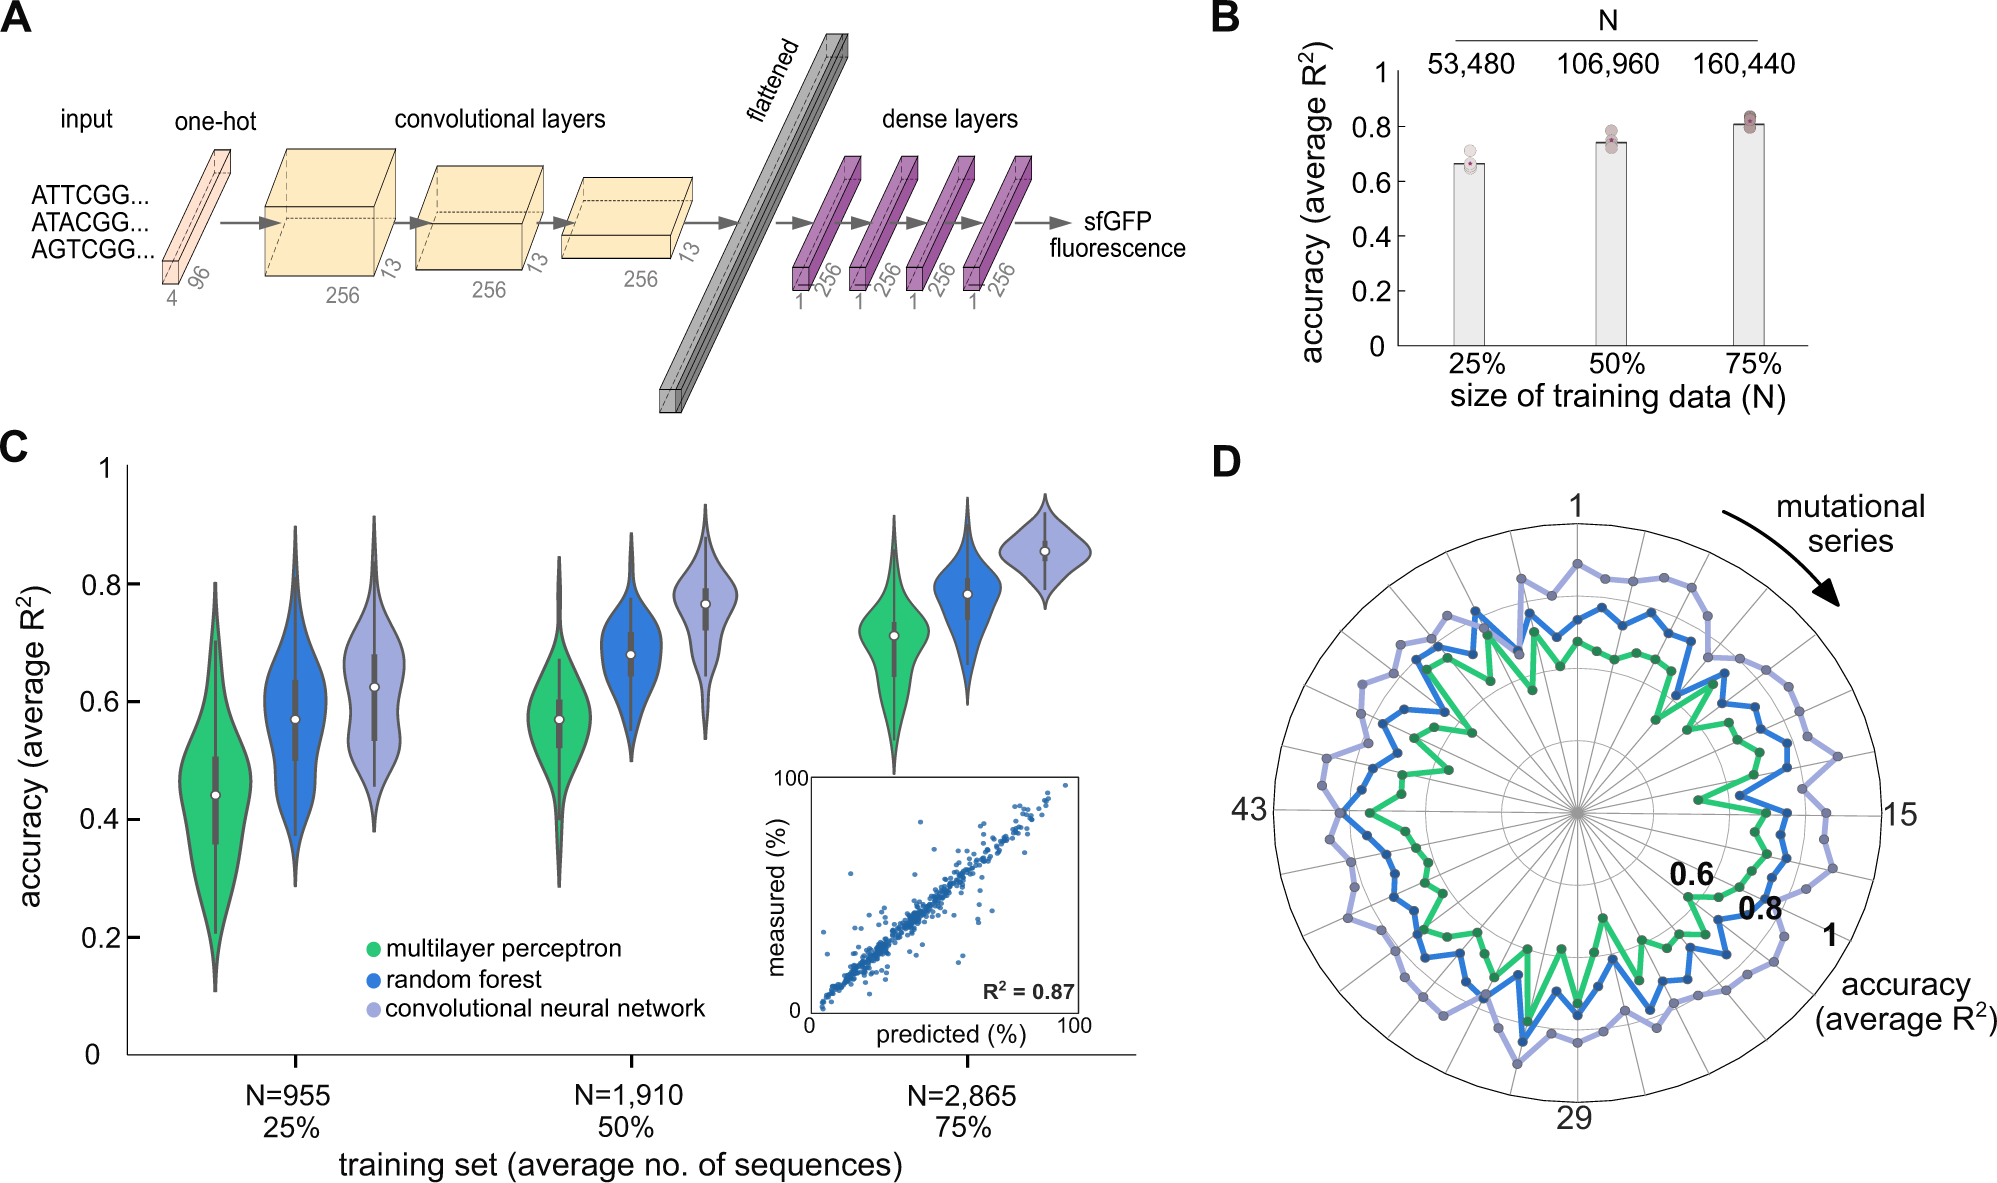 A
input
one-hot
convolutional layers
flattened
dense layers
ATTCGG...
ATACGG...
AGTCGG...
4
96
256
13
256
13
256
13
1
256
1
256
1
256
1
256
sfGFP
fluorescence
B
N
53,480 106,960 160,440
accuracy (average R²)
1
0.8
0.6
0.4
0.2
0
25% 50% 75%
size of training data (N)
C
accuracy (average R²)
1
0.8
0.6
0.4
0.2
0
multilayer perceptron
random forest
convolutional neural network
measured (%)
100
0
R² = 0.87
0
100
predicted (%)
N=955 N=1,910 N=2,865
25% 50% 75%
training set (average no. of sequences)
D
1
mutational
series
43
15
0.6
0.8
1
accuracy
(average R²)
29